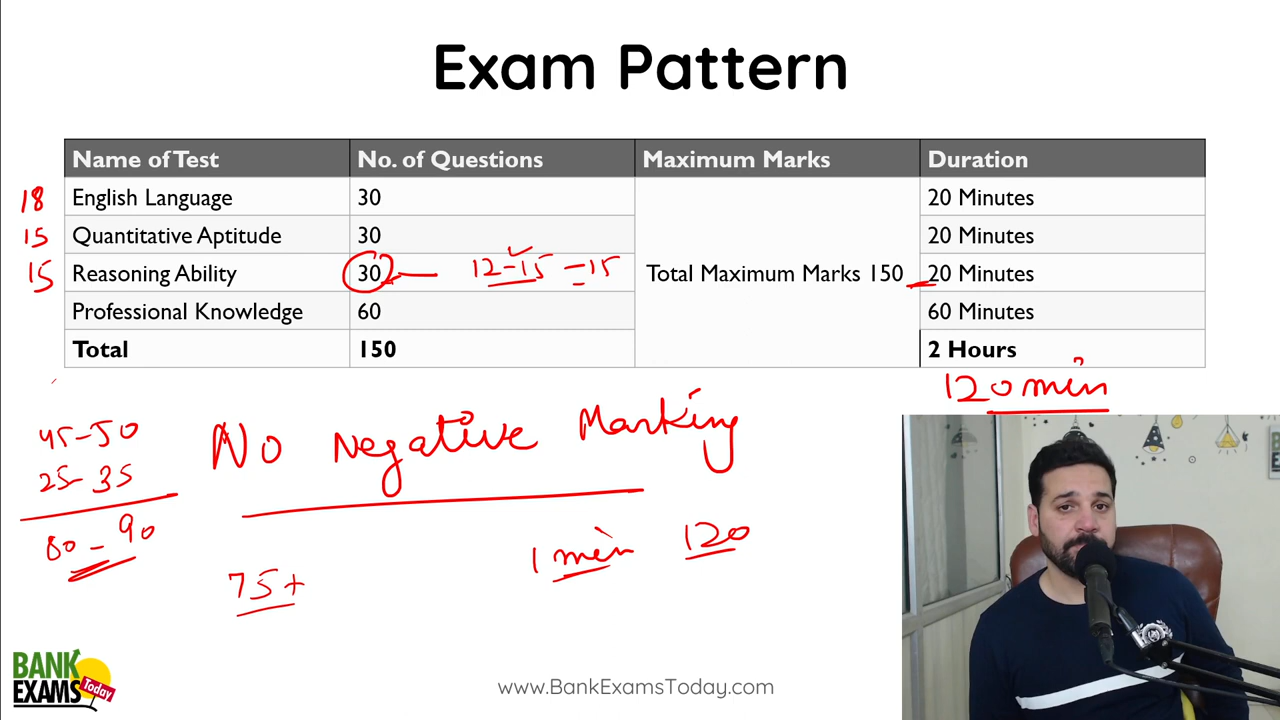 Exam Pattern
Name of Test No. of Questions Maximum Marks Duration
18 English Language 30 20 Minutes
15 Quantitative Aptitude 30 20 Minutes
15 Reasoning Ability 30 12-15 -15 Total Maximum Marks 150 20 Minutes
Professional Knowledge 60 60 Minutes
Total 150 2 Hours
120 min
45-50 No Negative Marking
25-35
80-90
75+ 1 min 120
BANK
EXAMS
Today
www.BankExamsToday.com